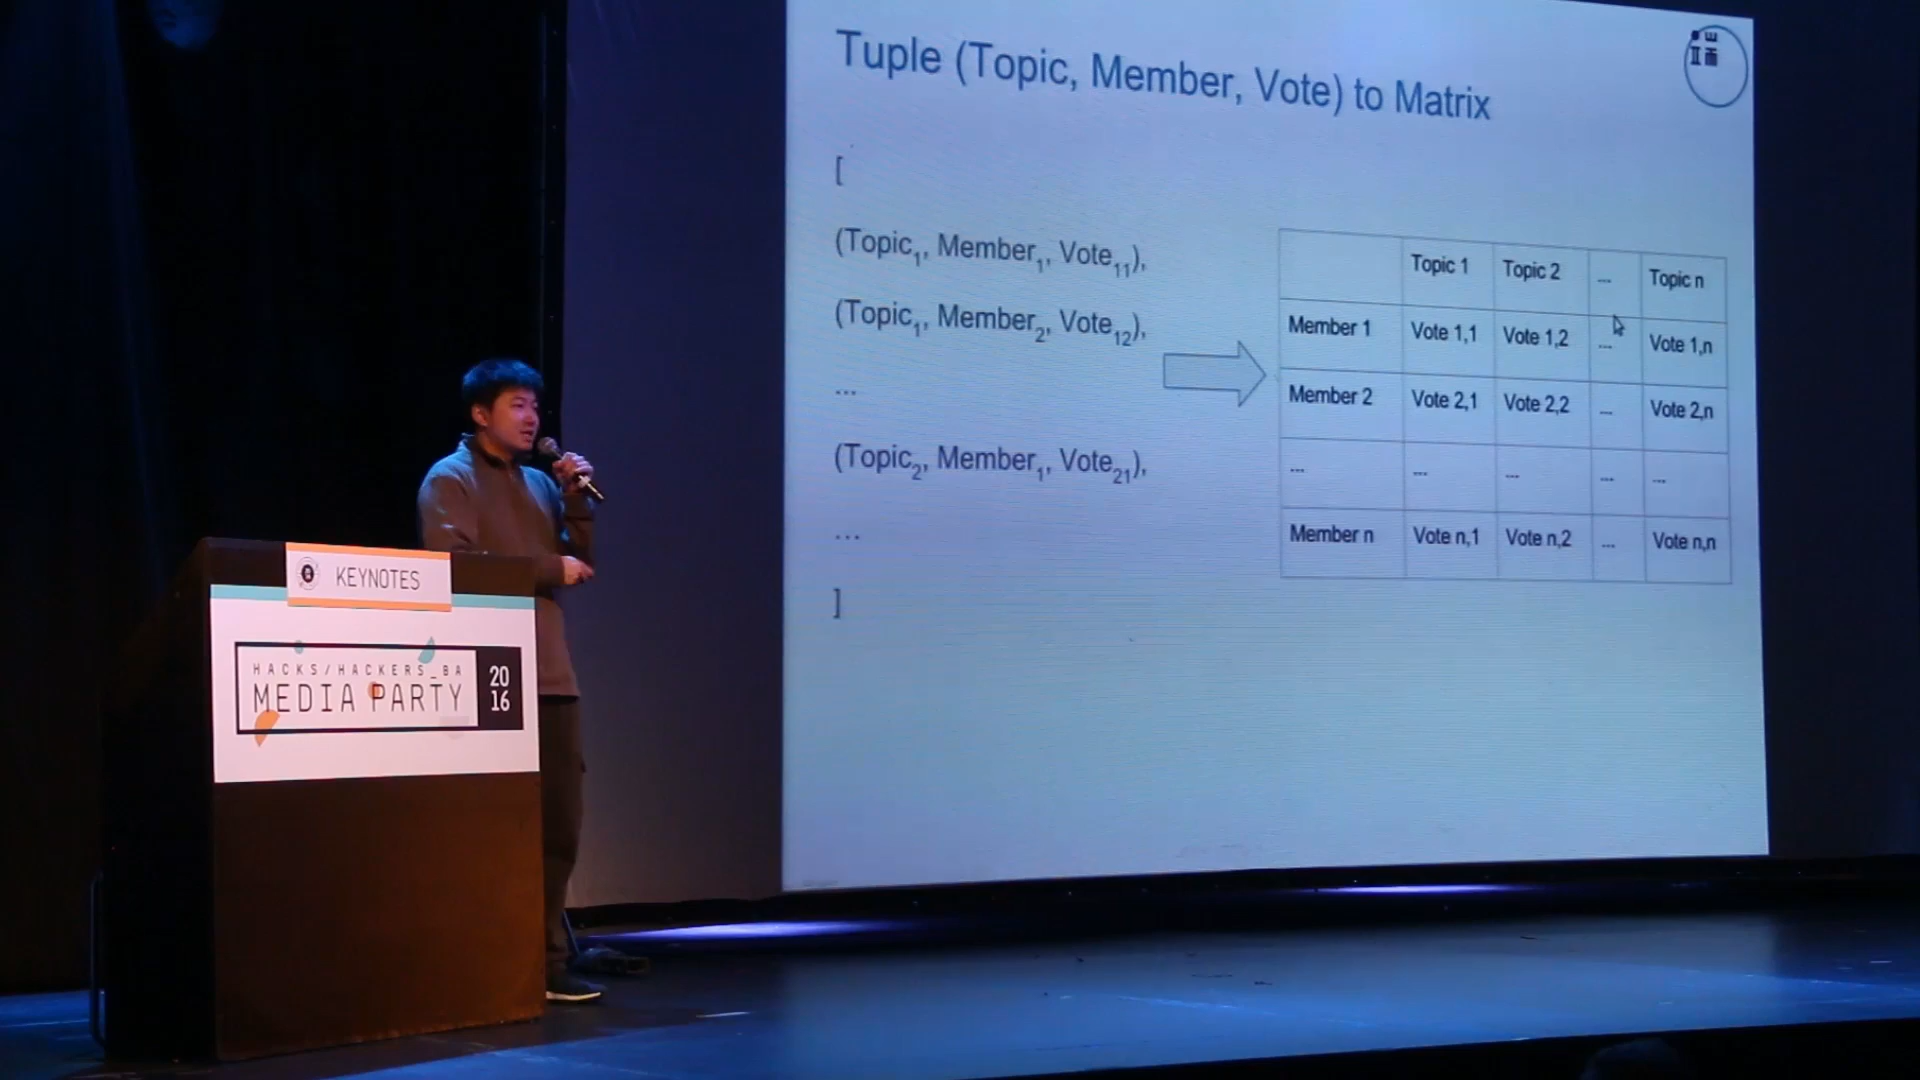 Tuple (Topic, Member, Vote) to Matrix
[
(Topic₁, Member₁, Vote₁₁),
(Topic₁, Member₂, Vote₁₂),
...
(Topic₂, Member₁, Vote₂₁),
...
]
Topic 1 Topic 2 ... Topic n
Member 1 Vote 1,1 Vote 1,2 ... Vote 1,n
Member 2 Vote 2,1 Vote 2,2 ... Vote 2,n
... ... ... ... ...
Member n Vote n,1 Vote n,2 ... Vote n,n
KEYNOTES
HACKS/HACKERS_BA
MEDIA PARTY
20
16